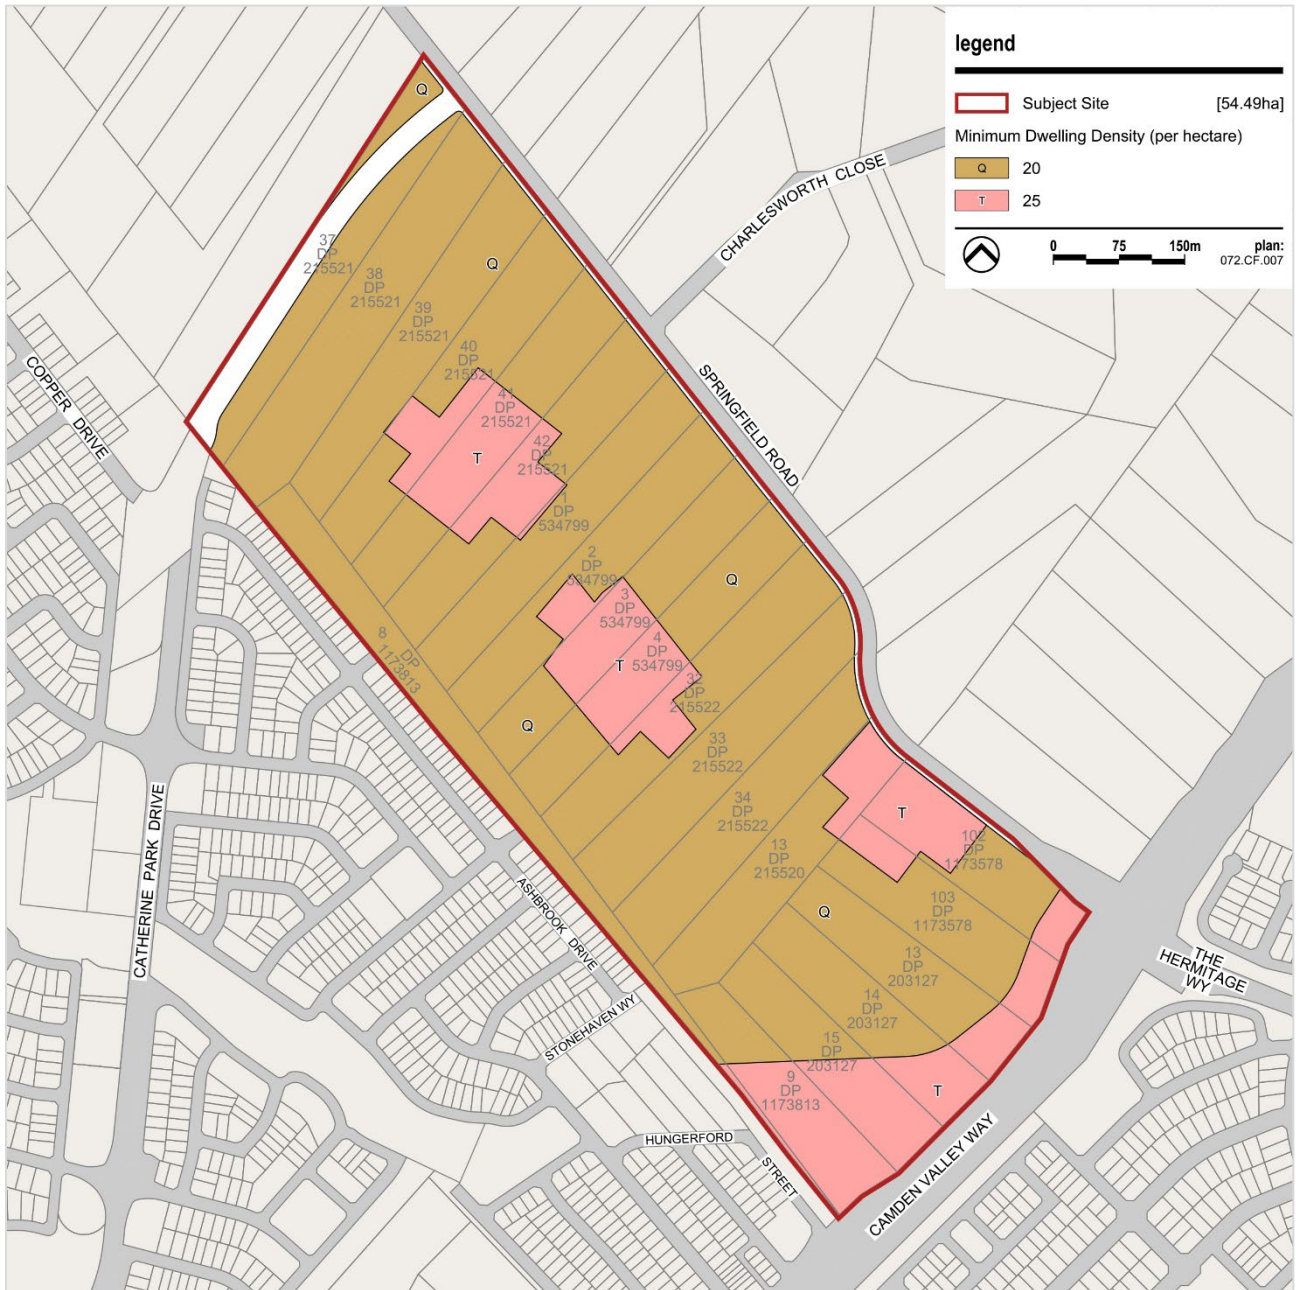 legend
Subject Site [54.49ha]
Minimum Dwelling Density (per hectare)
Q 20
T 25
0 75 150m
plan:
072.CF.007
Q
CHARLESWORTH CLOSE
37
DP
215521
38
DP
215521
Q
39
DP
215521
40
DP
215521
COPPER DRIVE
41
DP
215521
SPRINGFIELD ROAD
42
DP
215521
T
1
DP
534799
2
DP
534799
Q
3
DP
534799
4
DP
534799
T
8 DP
1173813
32
DP
215522
Q
33
DP
215522
34
DP
215522
T
13
DP
215520
102
DP
1173578
CATHERINE PARK DRIVE
103
DP
1173578
Q
ASHBROOK DRIVE
13
DP
203127
THE
HERMITAGE
WY
14
DP
203127
STONEHAVEN WY
15
DP
203127
9
DP
1173813
T
HUNGERFORD
STREET
CAMDEN VALLEY WAY